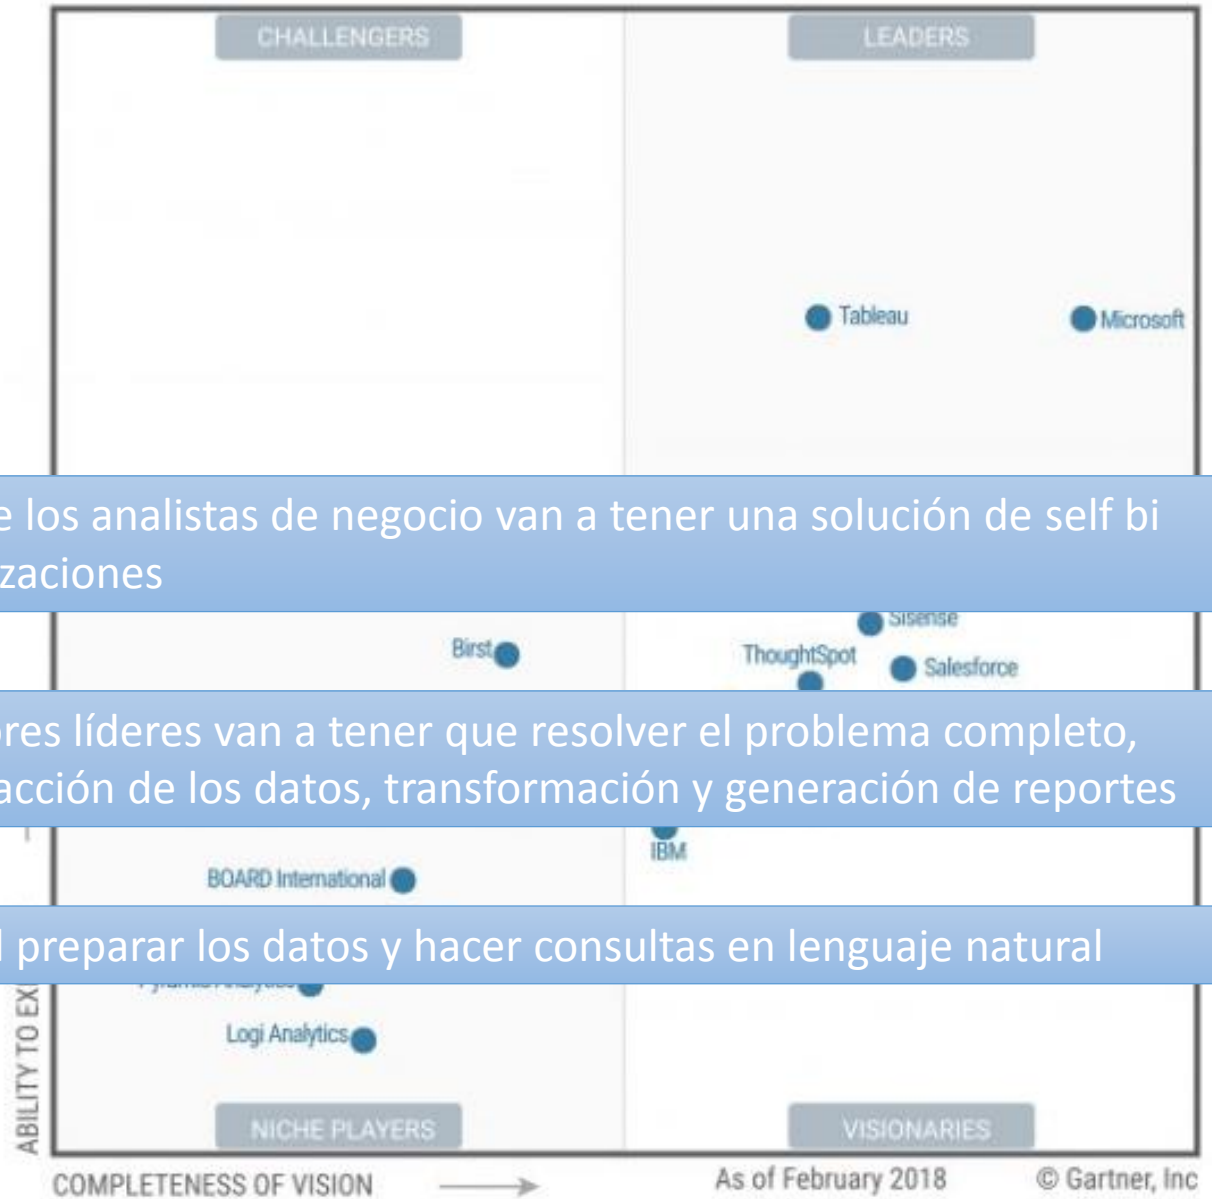 CHALLENGERS
LEADERS
Tableau
Microsoft
e los analistas de negocio van a tener una solución de self bi
zaciones
Sisense
Birst
ThoughtSpot
Salesforce
res líderes van a tener que resolver el problema completo,
acción de los datos, transformación y generación de reportes
IBM
BOARD International
preparar los datos y hacer consultas en lenguaje natural
Logi Analytics
ABILITY TO
NICHE PLAYERS
VISIONARIES
COMPLETENESS OF VISION
As of February 2018
© Gartner, Inc